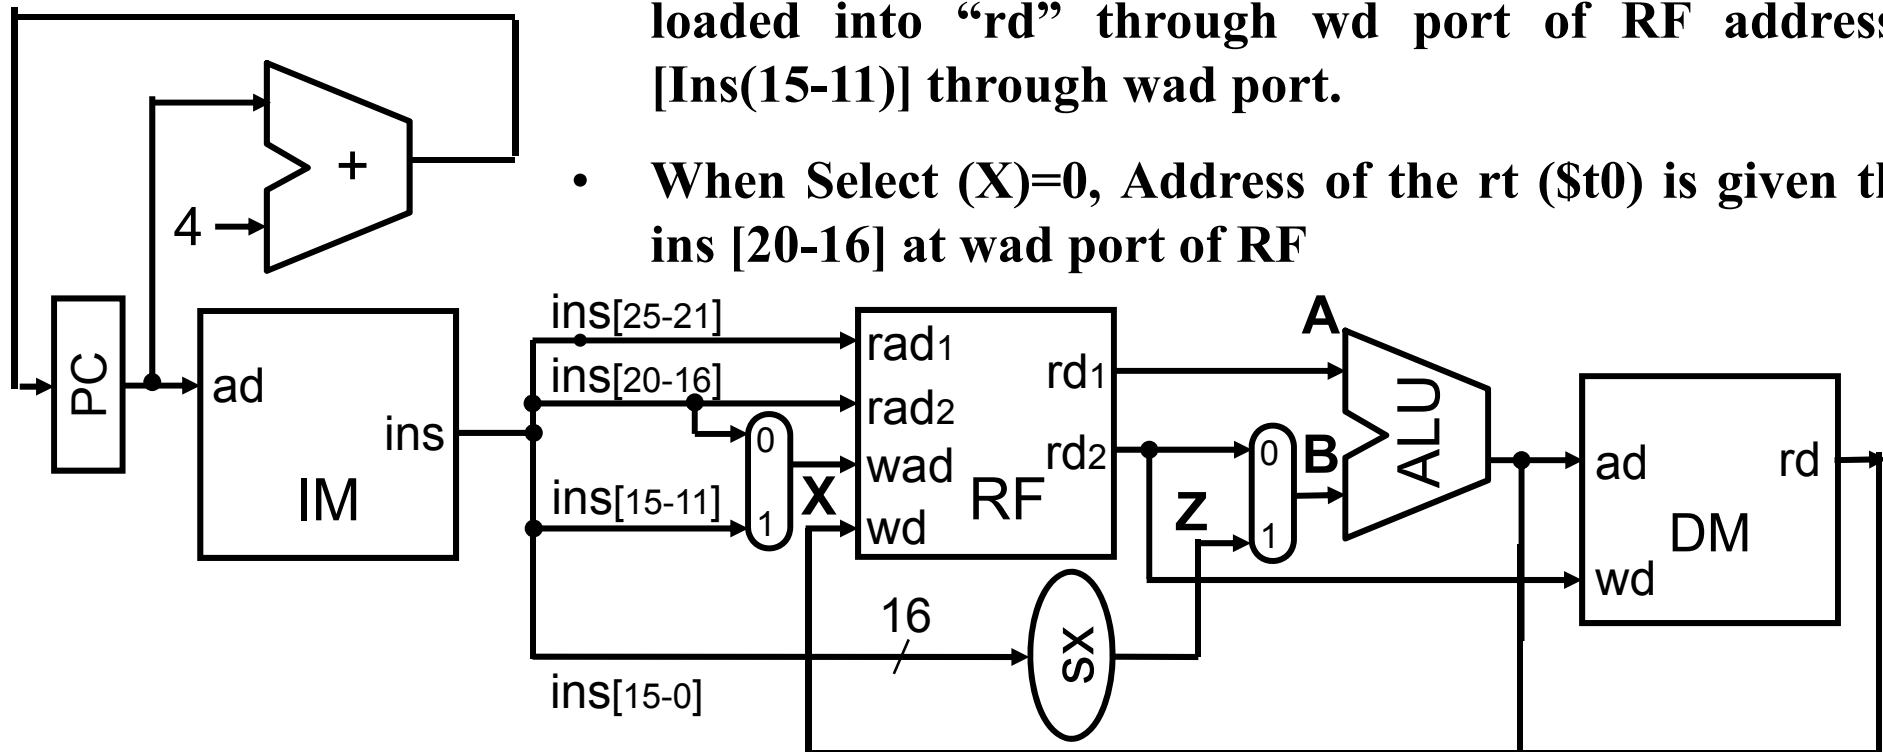 loaded into “rd” through wd port of RF address
[Ins(15-11)] through wad port.
• When Select (X)=0, Address of the rt ($t0) is given
ins [20-16] at wad port of RF
+
4
PC
ad
ins
IM
ins[25-21]
ins[20-16]
ins[15-11]
ins[15-0]
0
1
X
rad1
rad2
wad
wd
rd1
rd2
RF
16
sx
Z
0
1
A
B
ALU
ad
rd
DM
wd